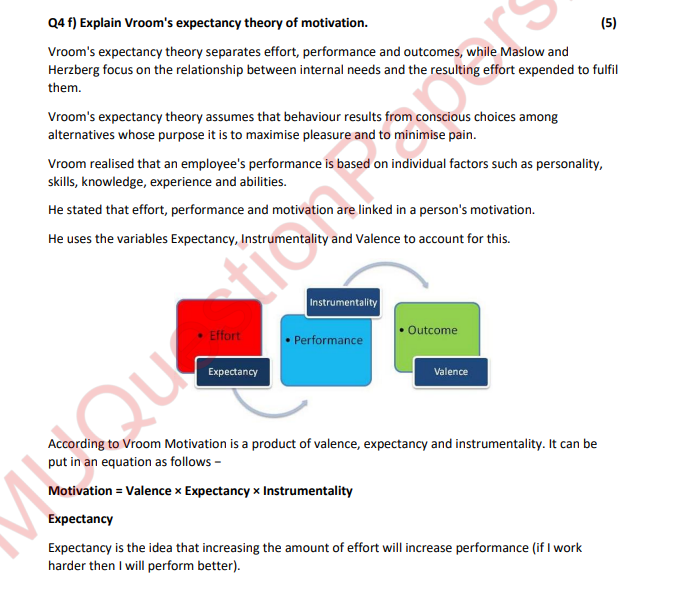 Q4 f) Explain Vroom's expectancy theory of motivation. (5)
Vroom's expectancy theory separates effort, performance and outcomes, while Maslow and
Herzberg focus on the relationship between internal needs and the resulting effort expended to fulfil
them.
Vroom's expectancy theory assumes that behaviour results from conscious choices among
alternatives whose purpose it is to maximise pleasure and to minimise pain.
Vroom realised that an employee's performance is based on individual factors such as personality,
skills, knowledge, experience and abilities.
He stated that effort, performance and motivation are linked in a person's motivation.
He uses the variables Expectancy, Instrumentality and Valence to account for this.
• Effort
Expectancy
Instrumentality
• Performance
• Outcome
Valence
According to Vroom Motivation is a product of valence, expectancy and instrumentality. It can be
put in an equation as follows –
Motivation = Valence × Expectancy × Instrumentality
Expectancy
Expectancy is the idea that increasing the amount of effort will increase performance (if I work
harder then I will perform better).
MUQuestionPapers